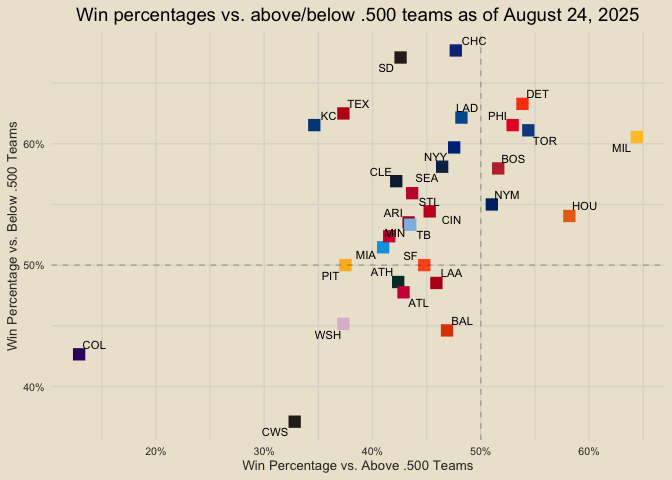 Win percentages vs. above/below .500 teams as of August 24, 2025
CHC
SD
DET
TEX
LAD
KC
PHI
TOR
60%
MIL
NYY
BOS
CLE
SEA
NYM
STL
HOU
ARI
CIN
MIN
TB
MIA
SF
50%
PIT
ATH
LAA
ATL
BAL
WSH
COL
40%
CWS
20%
30%
40%
50%
60%
Win Percentage vs. Above .500 Teams
Win Percentage vs. Below .500 Teams